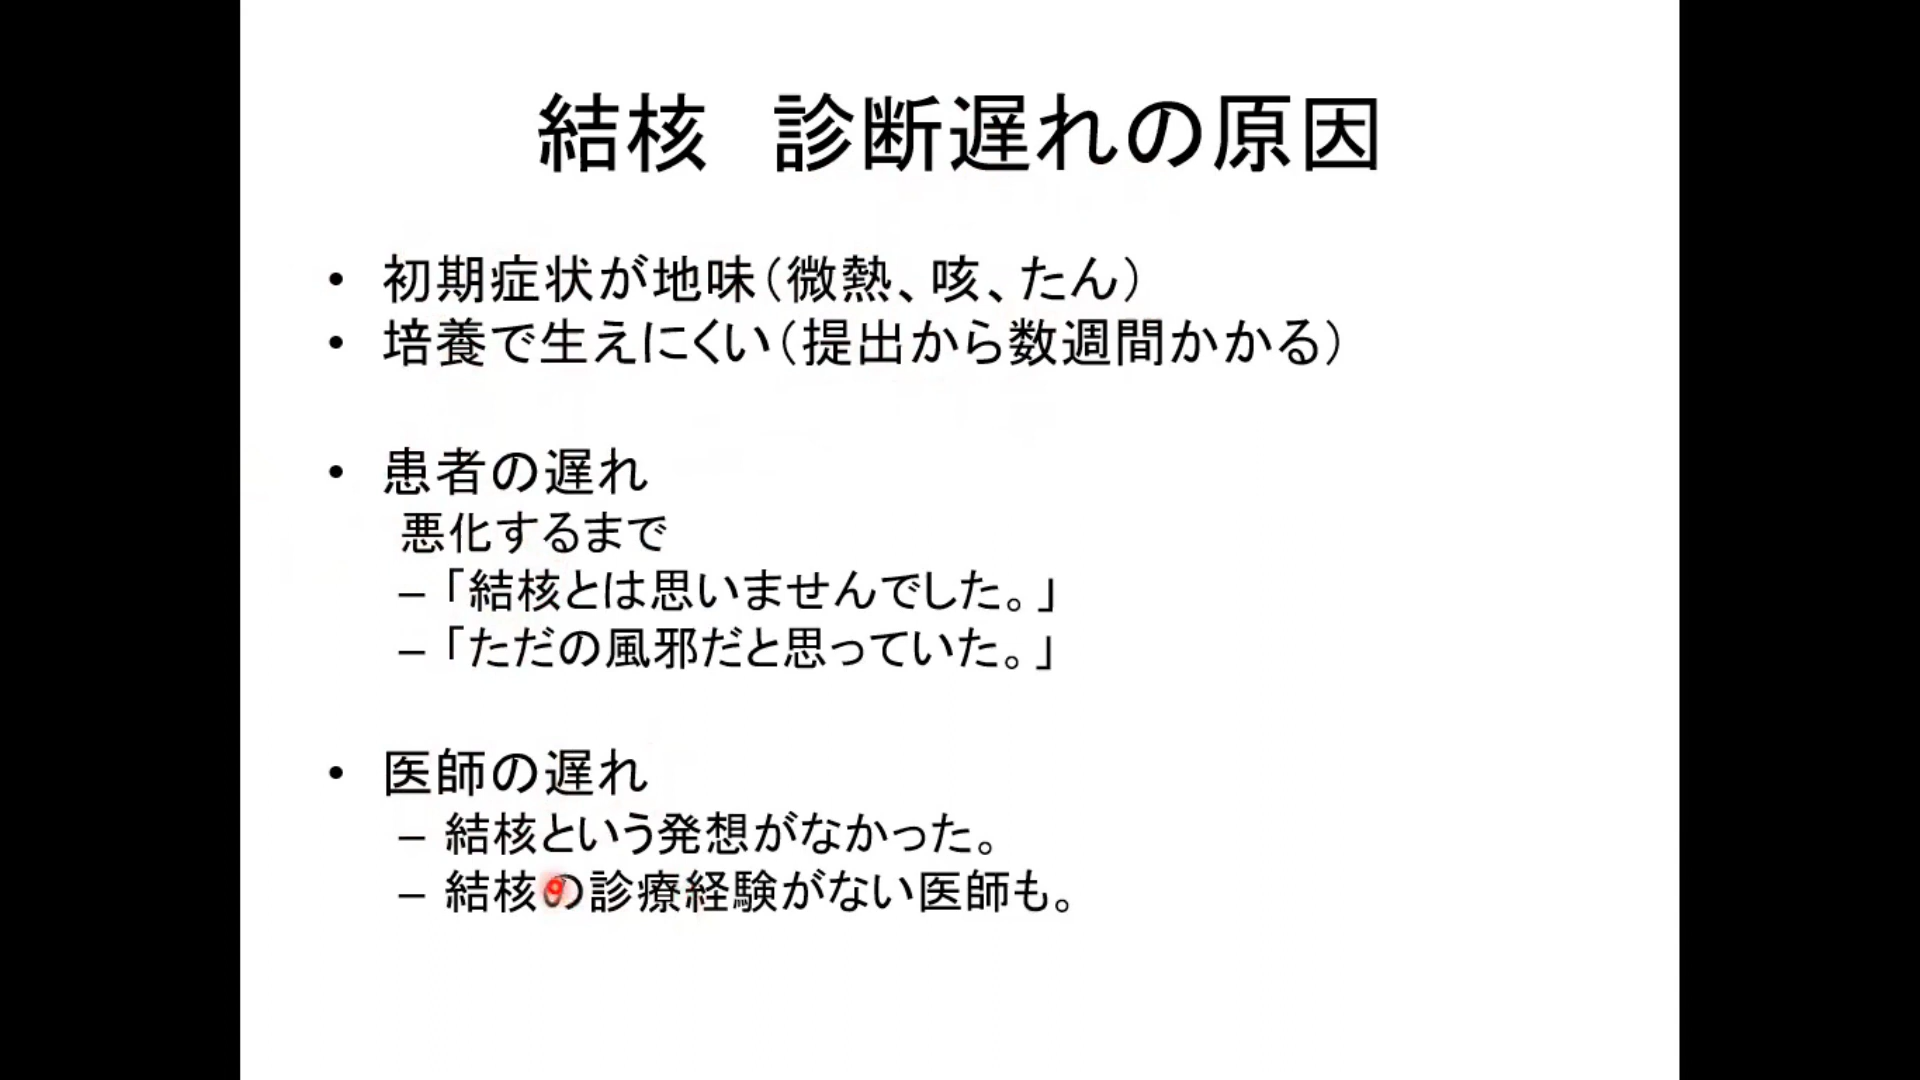 結核　診断遅れの原因
• 初期症状が地味（微熱、咳、たん）
• 培養で生えにくい（提出から数週間かかる）
• 患者の遅れ
悪化するまで
– 「結核とは思いませんでした。」
– 「ただの風邪だと思っていた。」
• 医師の遅れ
– 結核という発想がなかった。
– 結核の診療経験がない医師も。